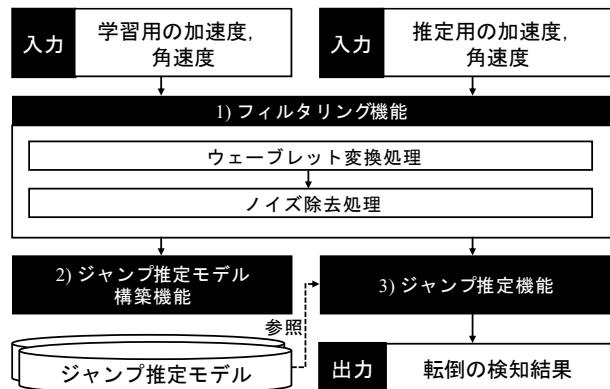 入力
学習用の加速度,
角速度
入力
推定用の加速度,
角速度
1) フィルタリング機能
ウェーブレット変換処理
ノイズ除去処理
2) ジャンプ推定モデル
構築機能
3) ジャンプ推定機能
参照
ジャンプ推定モデル
出力
転倒の検知結果